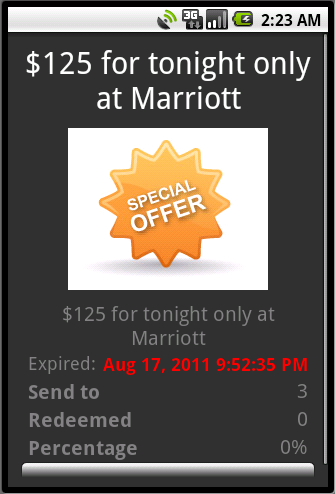 3G
2:23 AM
$125 for tonight only
at Marriott
SPECIAL
OFFER
$125 for tonight only at
Marriott
Expired: Aug 17, 2011 9:52:35 PM
Send to 3
Redeemed 0
Percentage 0%